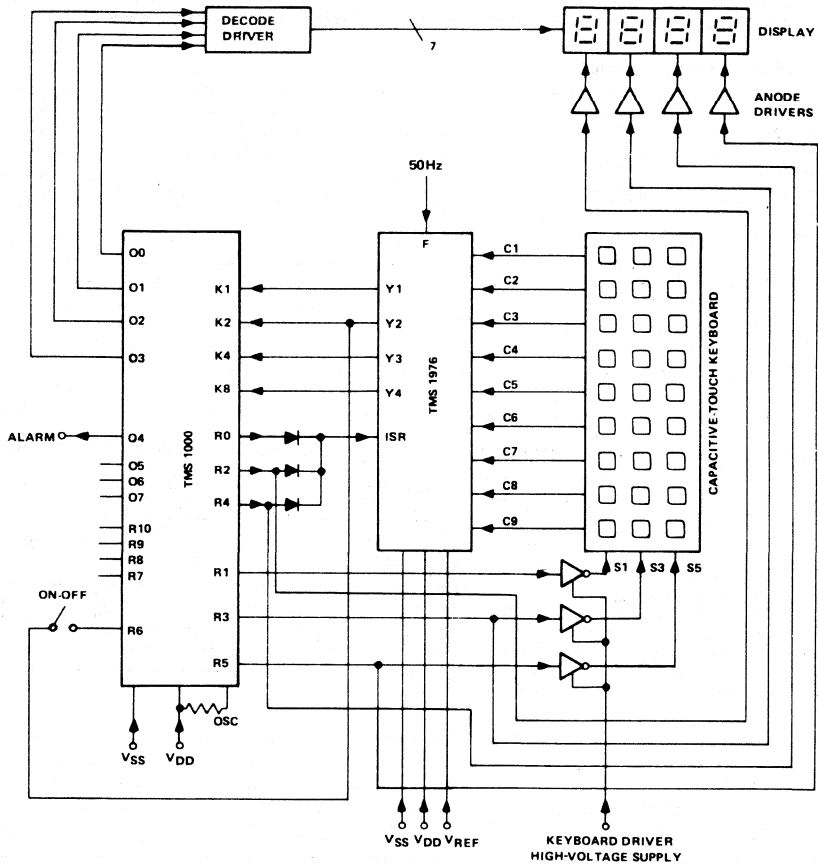 DECODE
DRIVER
7
DISPLAY
ANODE
DRIVERS
50Hz
F
O0
O1
O2
O3
ALARM
O4
O5
O6
O7
R10
R9
R8
R7
ON-OFF
R6
TMS 1000
K1
K2
K4
K8
R0
R2
R4
R1
R3
R5
OSC
VSS
VDD
Y1
Y2
Y3
Y4
ISR
TMS 1976
C1
C2
C3
C4
C5
C6
C7
C8
C9
CAPACITIVE-TOUCH KEYBOARD
S1
S3
S5
VSS
VDD
VREF
KEYBOARD DRIVER
HIGH-VOLTAGE SUPPLY